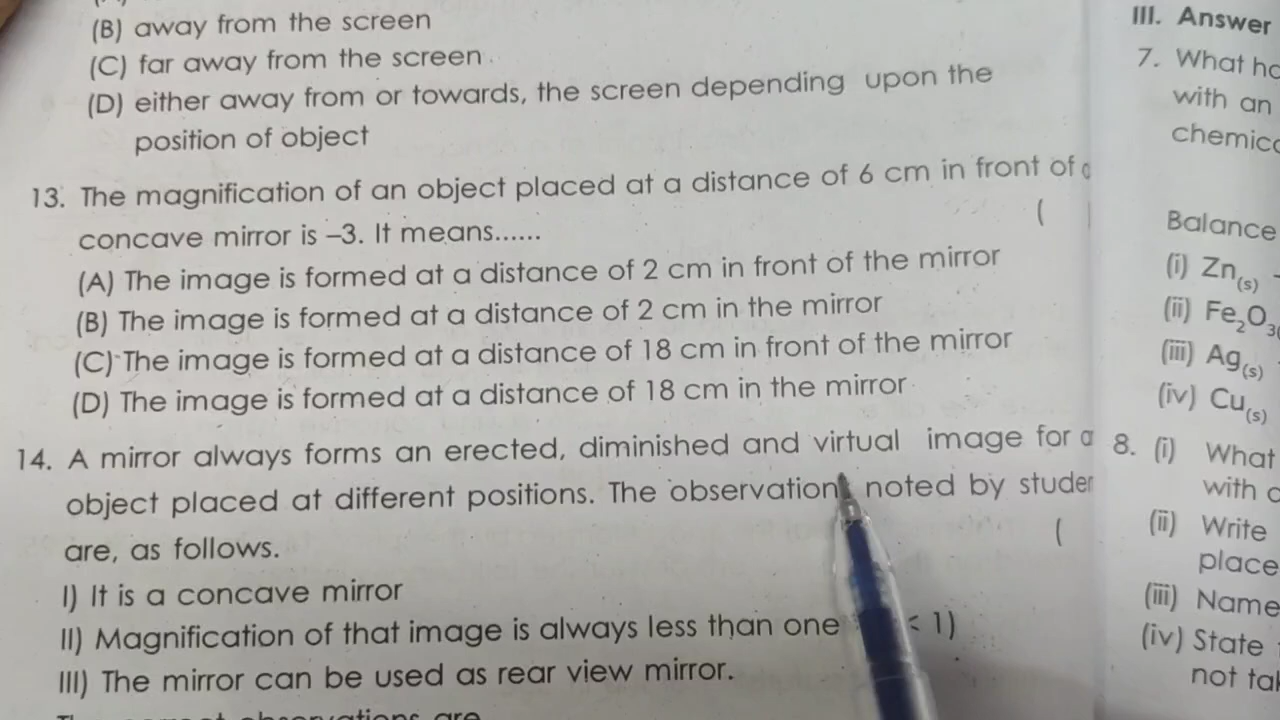 (B) away from the screen
(C) far away from the screen
(D) either away from or towards, the screen depending upon the
position of object
13. The magnification of an object placed at a distance of 6 cm in front of
concave mirror is –3. It means......
(
(A) The image is formed at a distance of 2 cm in front of the mirror
(B) The image is formed at a distance of 2 cm in the mirror
(C) The image is formed at a distance of 18 cm in front of the mirror
(D) The image is formed at a distance of 18 cm in the mirror
14. A mirror always forms an erected, diminished and virtual image for a
object placed at different positions. The observation noted by studen
are, as follows.
(
I) It is a concave mirror
II) Magnification of that image is always less than one < 1)
III) The mirror can be used as rear view mirror.
observations are
III. Answer
7. What
with an
chemic
Balance
(i) Zn(s)
(ii) Fe2O3
(iii) Ag(s)
(iv) Cu(s)
8. (i) What
with
(ii) Write
place
(iii) Name
(iv) State
not